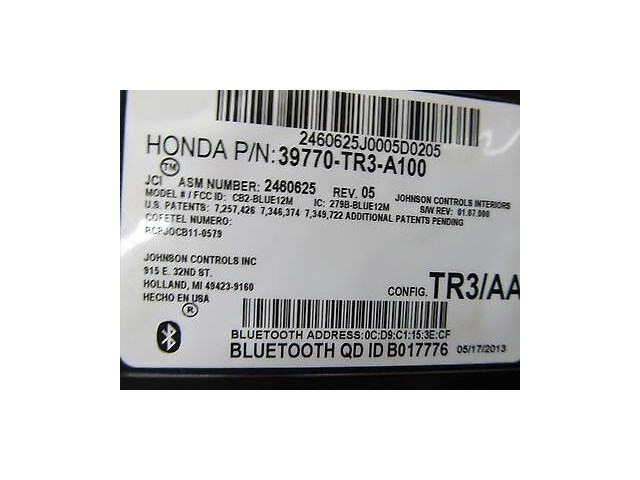 2460625J0005D0205
HONDA P/N: 39770-TR3-A100
TM
JCI ASM NUMBER: 2460625 REV. 05 JOHNSON CONTROLS INTERIORS
MODEL # / FCC ID: CB2-BLUE12M IC: 279B-BLUE12M S/W REV: 01.07.000
U.S. PATENTS: 7,257,426 7,346,374 7,349,722 ADDITIONAL PATENTS PENDING
COFETEL NUMERO:
RCPJOCB11-0579
JOHNSON CONTROLS INC
915 E. 32ND ST.
HOLLAND, MI 49423-9160
HECHO EN USA
CONFIG. TR3/AA
R
BLUETOOTH ADDRESS:0C:D9:C1:15:3E:CF
BLUETOOTH QD ID B017776 05/17/2013